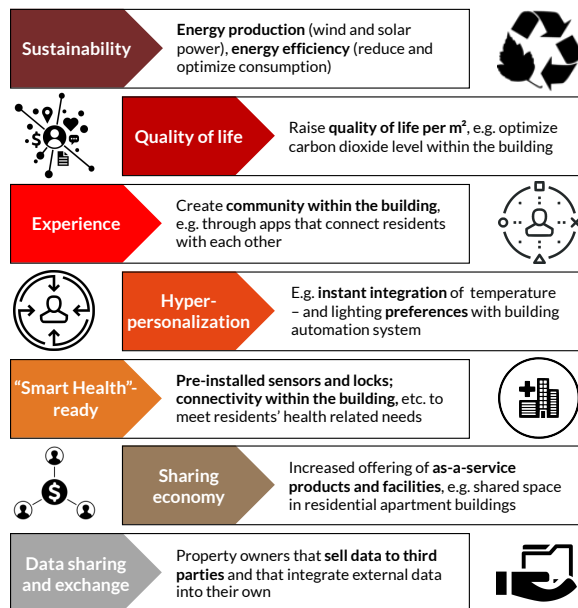 Sustainability
Energy production (wind and solar
power), energy efficiency (reduce and
optimize consumption)
$
Quality of life
Raise quality of life per m², e.g. optimize
carbon dioxide level within the building
Experience
Create community within the building,
e.g. through apps that connect residents
with each other
Hyper-
personalization
E.g. instant integration of temperature
– and lighting preferences with building
automation system
“Smart Health”-
ready
Pre-installed sensors and locks;
connectivity within the building, etc. to
meet residents’ health related needs
$
Sharing
economy
Increased offering of as-a-service
products and facilities, e.g. shared space
in residential apartment buildings
Data sharing
and exchange
Property owners that sell data to third
parties and that integrate external data
into their own